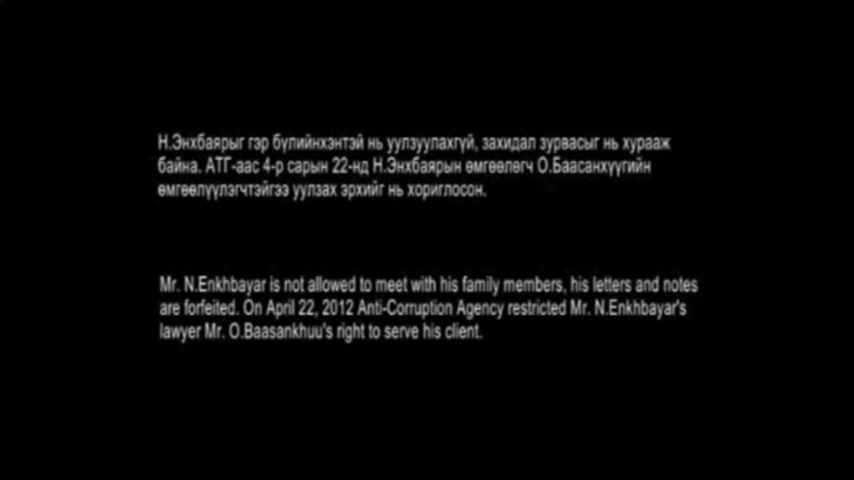 Н.Энхбаярыг гэр бүлийнхэнтэй нь уулзуулахгүй, захидал зурвасыг нь хурааж
байна. АТГ-аас 4-р сарын 22-нд Н.Энхбаярын өмгөөлөгч О.Баасанхүүгийн
өмгөөлүүлэгчтэйгээ уулзах эрхийг нь хориглосон.
Mr. N.Enkhbayar is not allowed to meet with his family members, his letters and notes
are forfeited. On April 22, 2012 Anti-Corruption Agency restricted Mr. N.Enkhbayar's
lawyer Mr. O.Baasankhuu's right to serve his client.